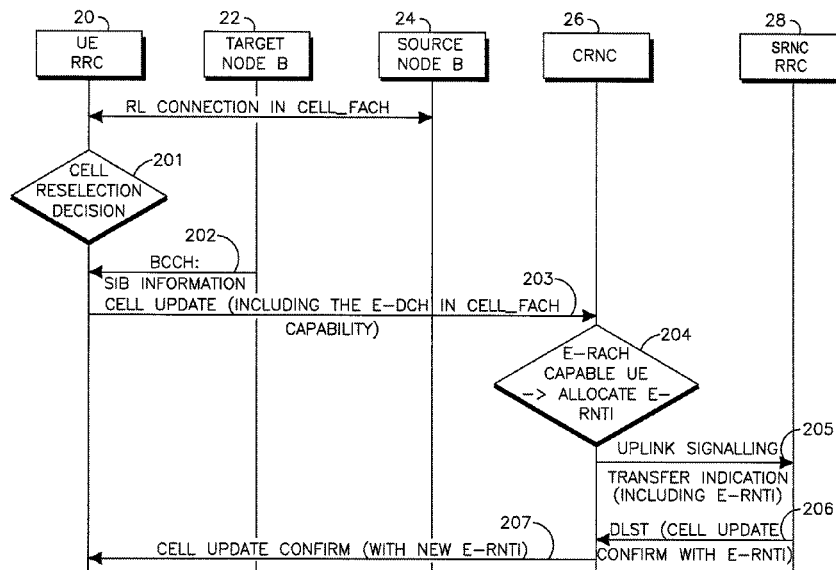 20
22
24
26
28
UE
RRC
TARGET
NODE B
SOURCE
NODE B
CRNC
SRNC
RRC
RL CONNECTION IN CELL_FACH
201
CELL
RESELECTION
DECISION
202
BCCH:
SIB INFORMATION
203
CELL UPDATE (INCLUDING THE E-DCH IN CELL_FACH
CAPABILITY)
204
E-RACH
CAPABLE UE
-> ALLOCATE E-
RNTI
205
UPLINK SIGNALLING
TRANSFER INDICATION
(INCLUDING E-RNTI)
206
DLST (CELL UPDATE
CONFIRM WITH E-RNTI)
207
CELL UPDATE CONFIRM (WITH NEW E-RNTI)